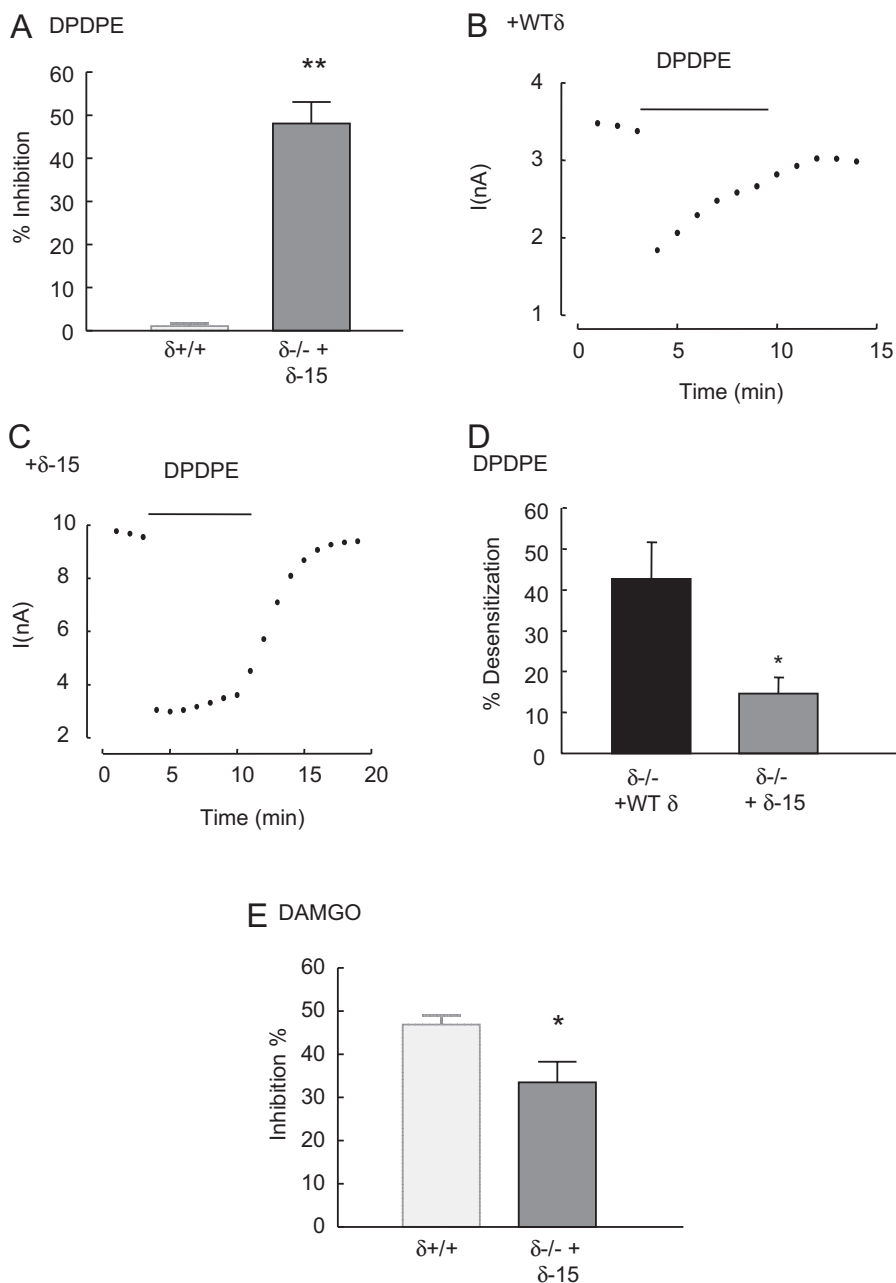 A DPDPE
**
60
50
40
30
20
10
0
% Inhibition
δ+/+
δ-/- +
δ-15
B +WTδ
DPDPE
4
3
2
1
I(nA)
0 5 10 15
Time (min)
C
+δ-15
DPDPE
10
8
6
4
2
I(nA)
0 5 10 15 20
Time (min)
D
DPDPE
60
50
40
30
20
10
0
% Desensitization
*
δ-/-
+WT δ
δ-/-
+ δ-15
E DAMGO
60
50
40
30
20
10
0
Inhibition %
*
δ+/+
δ-/- +
δ-15